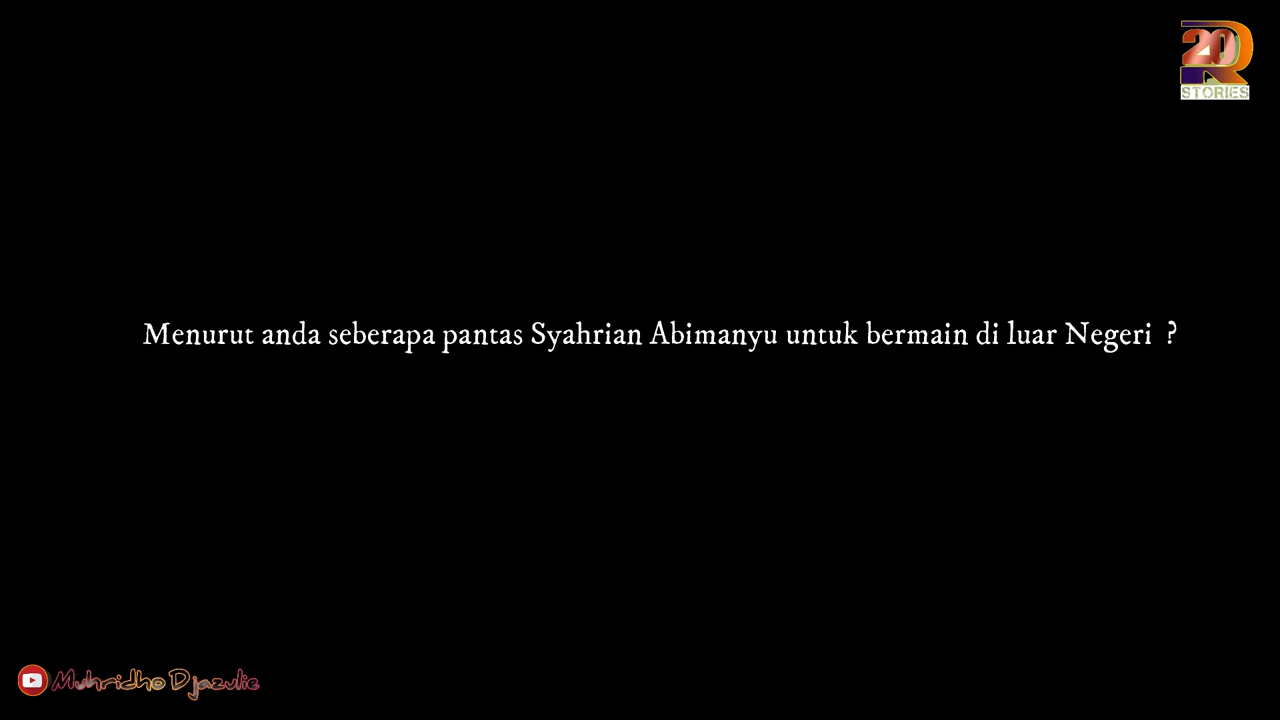 20
R
STORIES
Menurut anda seberapa pantas Syahrian Abimanyu untuk bermain di luar Negeri ?
Muhridho Djazulie